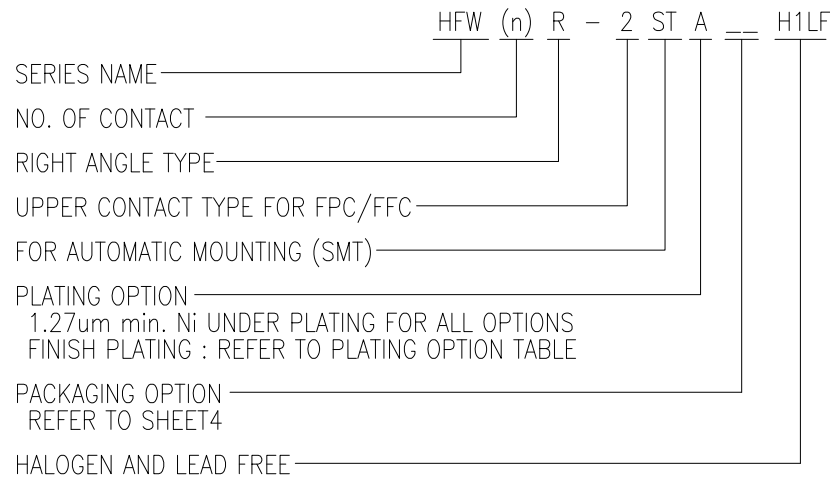 HFW (n) R - 2 ST A __ H1LF
SERIES NAME
NO. OF CONTACT
RIGHT ANGLE TYPE
UPPER CONTACT TYPE FOR FPC/FFC
FOR AUTOMATIC MOUNTING (SMT)
PLATING OPTION
1.27um min. Ni UNDER PLATING FOR ALL OPTIONS
FINISH PLATING : REFER TO PLATING OPTION TABLE
PACKAGING OPTION
REFER TO SHEET4
HALOGEN AND LEAD FREE